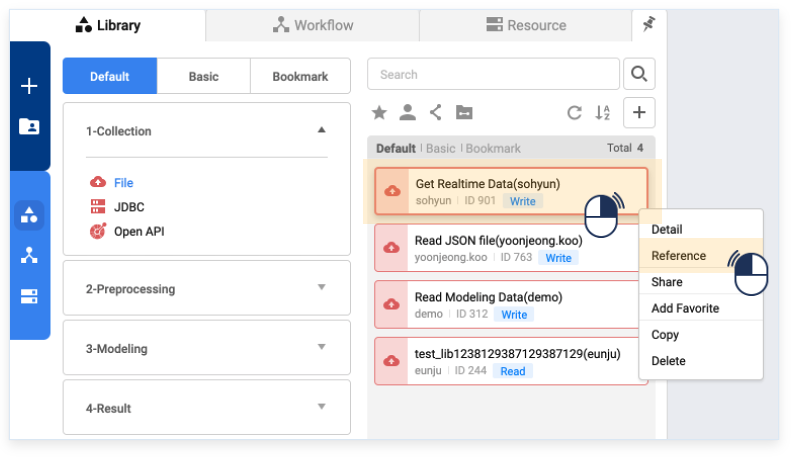 Library
Workflow
Resource
Default
Basic
Bookmark
1-Collection
File
JDBC
Open API
2-Preprocessing
3-Modeling
4-Result
Search
Default | Basic | Bookmark
Total 4
Get Realtime Data(sohyun)
sohyun | ID 901 Write
Read JSON file(yoonjeong.koo)
yoonjeong.koo | ID 763 Write
Read Modeling Data(demo)
demo | ID 312 Write
test_lib1238129387129387129(eunju)
eunju | ID 244 Read
Detail
Reference
Share
Add Favorite
Copy
Delete